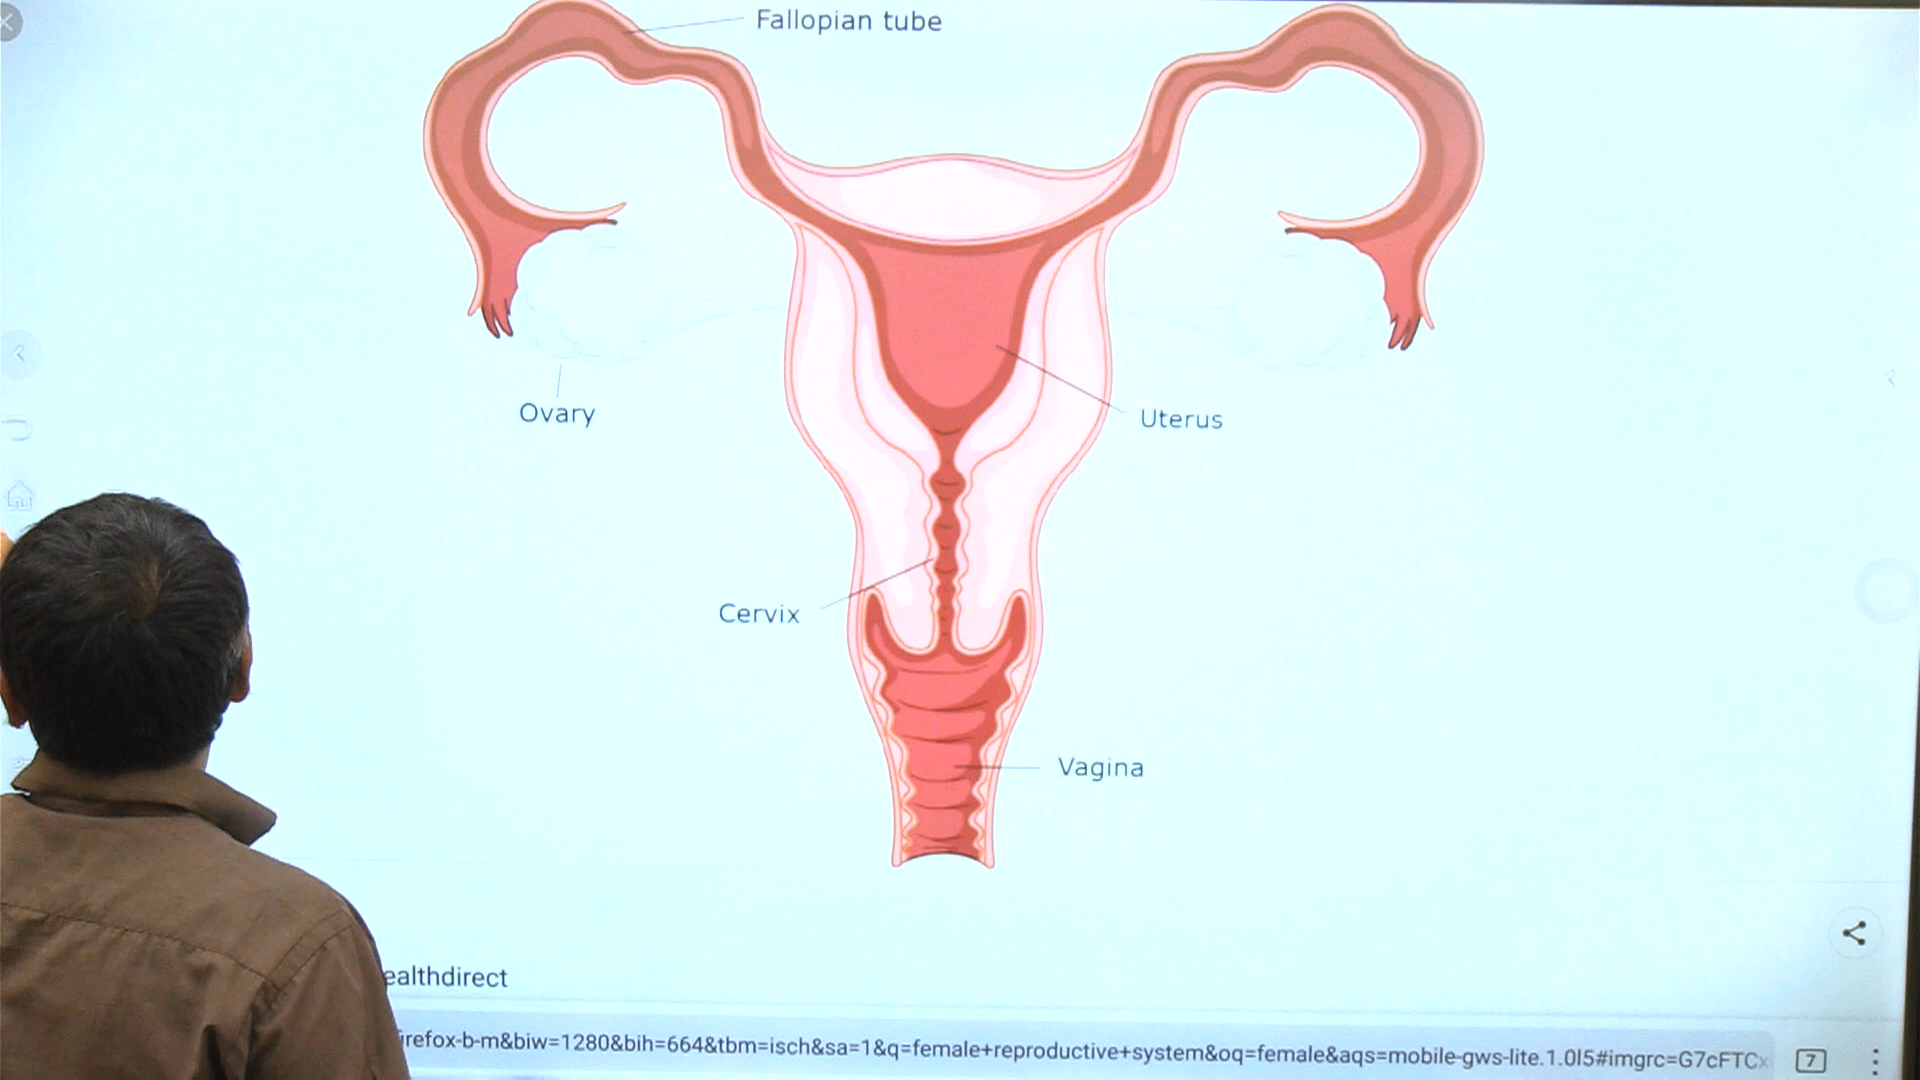 Fallopian tube
Ovary
Uterus
Cervix
Vagina
ealthdirect
irefox-b-m&biw=1280&bih=664&tbm=isch&sa=1&q=female+reproductive+system&oq=female&aqs=mobile-gws-lite.1.0l5#imgrc=G7cFTCx
7